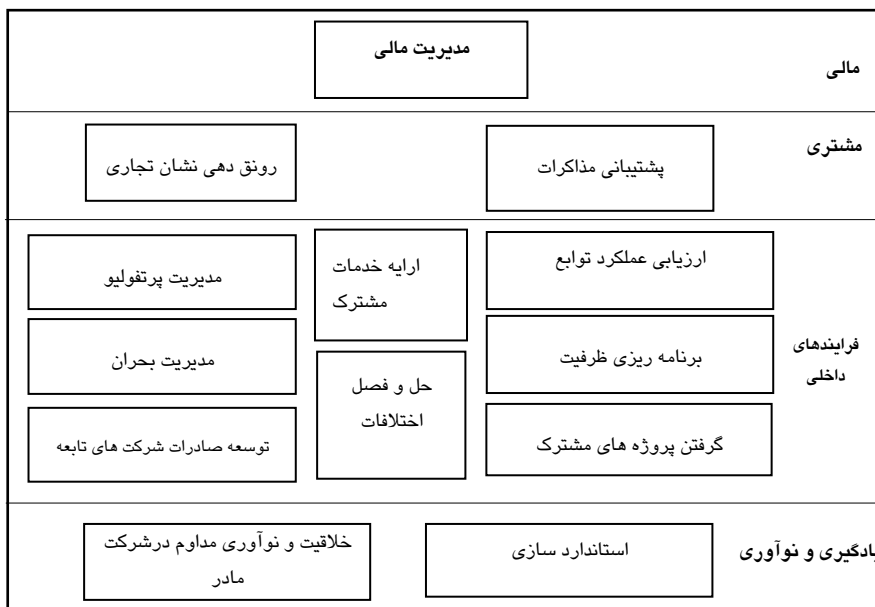 مدیریت مالی
مالی
مشتری
پشتیبانی مذاکرات
رونق دهی نشان تجاری
فرایندهای
داخلی
ارزیابی عملکرد توابع
ارایه خدمات
مشترک
مدیریت پرتفولیو
برنامه ریزی ظرفیت
حل و فصل
اختلافات
مدیریت بحران
گرفتن پروژه های مشترک
توسعه صادرات شرکت های تابعه
یادگیری و نوآوری
استاندارد سازی
خلاقیت و نوآوری مداوم درشرکت
مادر